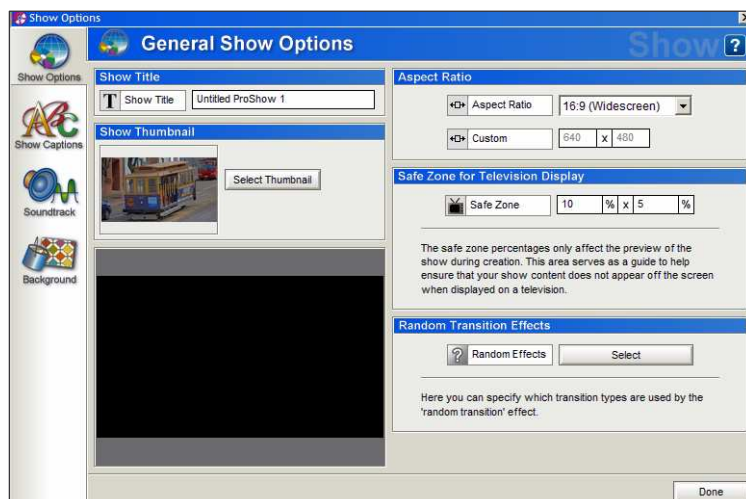 Show Options
General Show Options
Show
?
Show Options
Show Captions
Soundtrack
Background
Show Title
T Show Title Untitled ProShow 1
Show Thumbnail
Select Thumbnail
Aspect Ratio
Aspect Ratio 16:9 (Widescreen)
Custom 640 x 480
Safe Zone for Television Display
Safe Zone 10 % x 5 %
The safe zone percentages only affect the preview of the
show during creation. This area serves as a guide to help
ensure that your show content does not appear off the screen
when displayed on a television.
Random Transition Effects
? Random Effects Select
Here you can specify which transition types are used by the
'random transition' effect.
Done